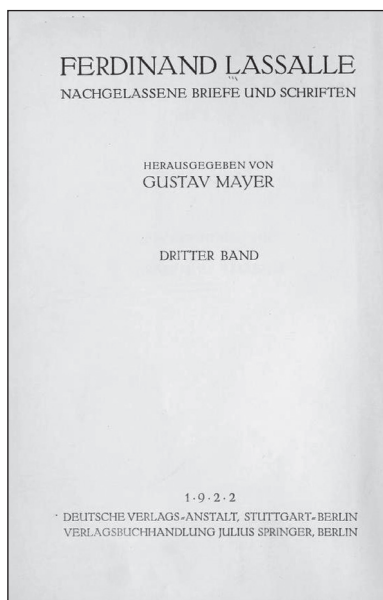 FERDINAND LASSALLE
NACHGELASSENE BRIEFE UND SCHRIFTEN
HERAUSGEGEBEN VON
GUSTAV MAYER
DRITTER BAND
1·9·2·2
DEUTSCHE VERLAGS-ANSTALT, STUTTGART-BERLIN
VERLAGSBUCHHANDLUNG JULIUS SPRINGER, BERLIN